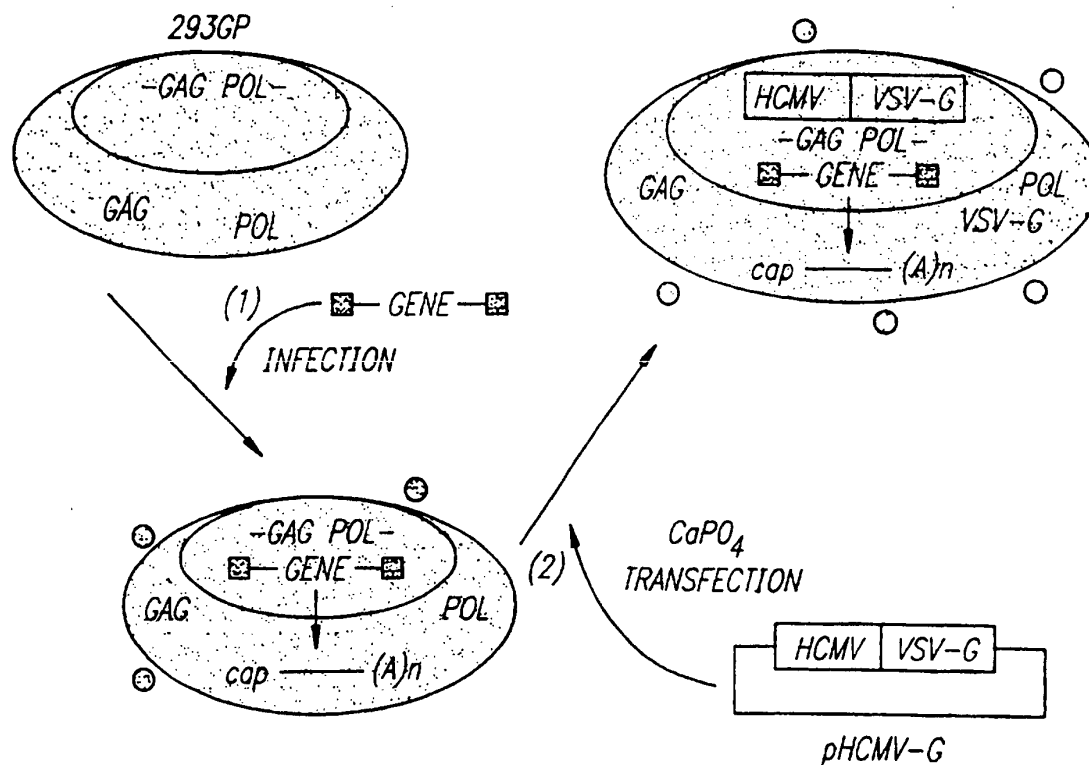 293GP
-GAG POL-
GAG
POL
(1)
GENE
INFECTION
-GAG POL-
GENE
GAG
POL
cap
(A)n
(2)
CaPO4
TRANSFECTION
HCMV
VSV-G
pHCMV-G
HCMV
VSV-G
-GAG POL-
GENE
GAG
POL
VSV-G
cap
(A)n